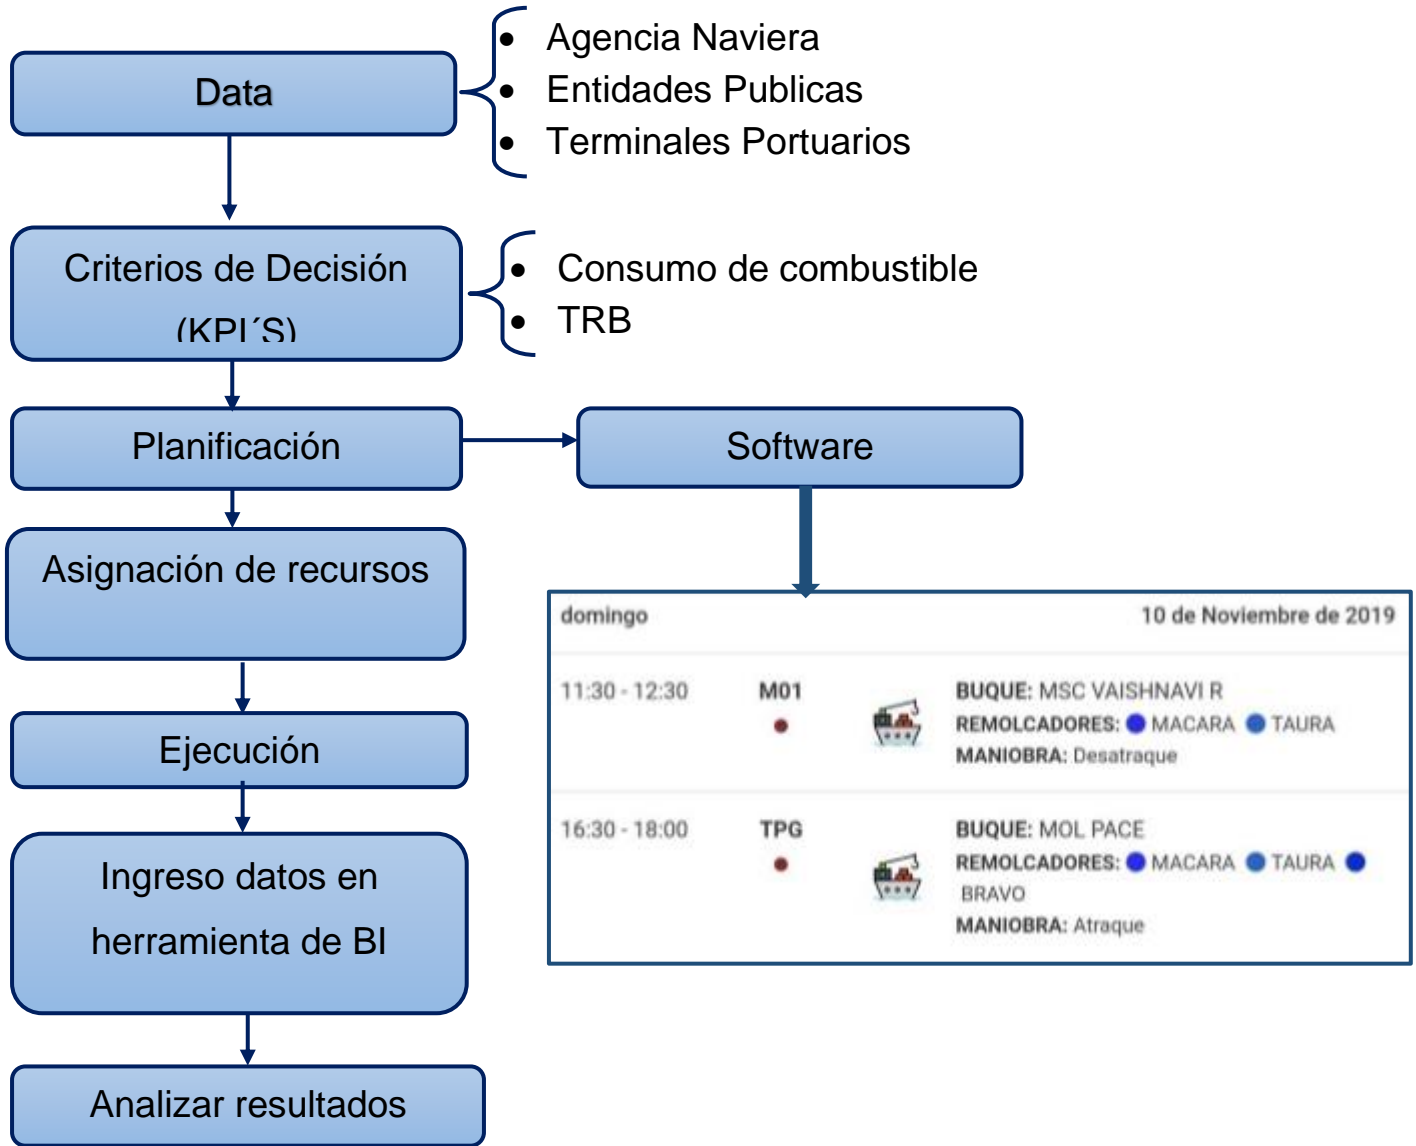 Data
• Agencia Naviera
• Entidades Publicas
• Terminales Portuarios
Criterios de Decisión
(KPI´S)
• Consumo de combustible
• TRB
Planificación
Software
Asignación de recursos
domingo 10 de Noviembre de 2019
11:30 - 12:30 M01 BUQUE: MSC VAISHNAVI R
REMOLCADORES: MACARA TAURA
MANIOBRA: Desatraque
16:30 - 18:00 TPG BUQUE: MOL PACE
REMOLCADORES: MACARA TAURA
BRAVO
MANIOBRA: Atraque
Ejecución
Ingreso datos en
herramienta de BI
Analizar resultados